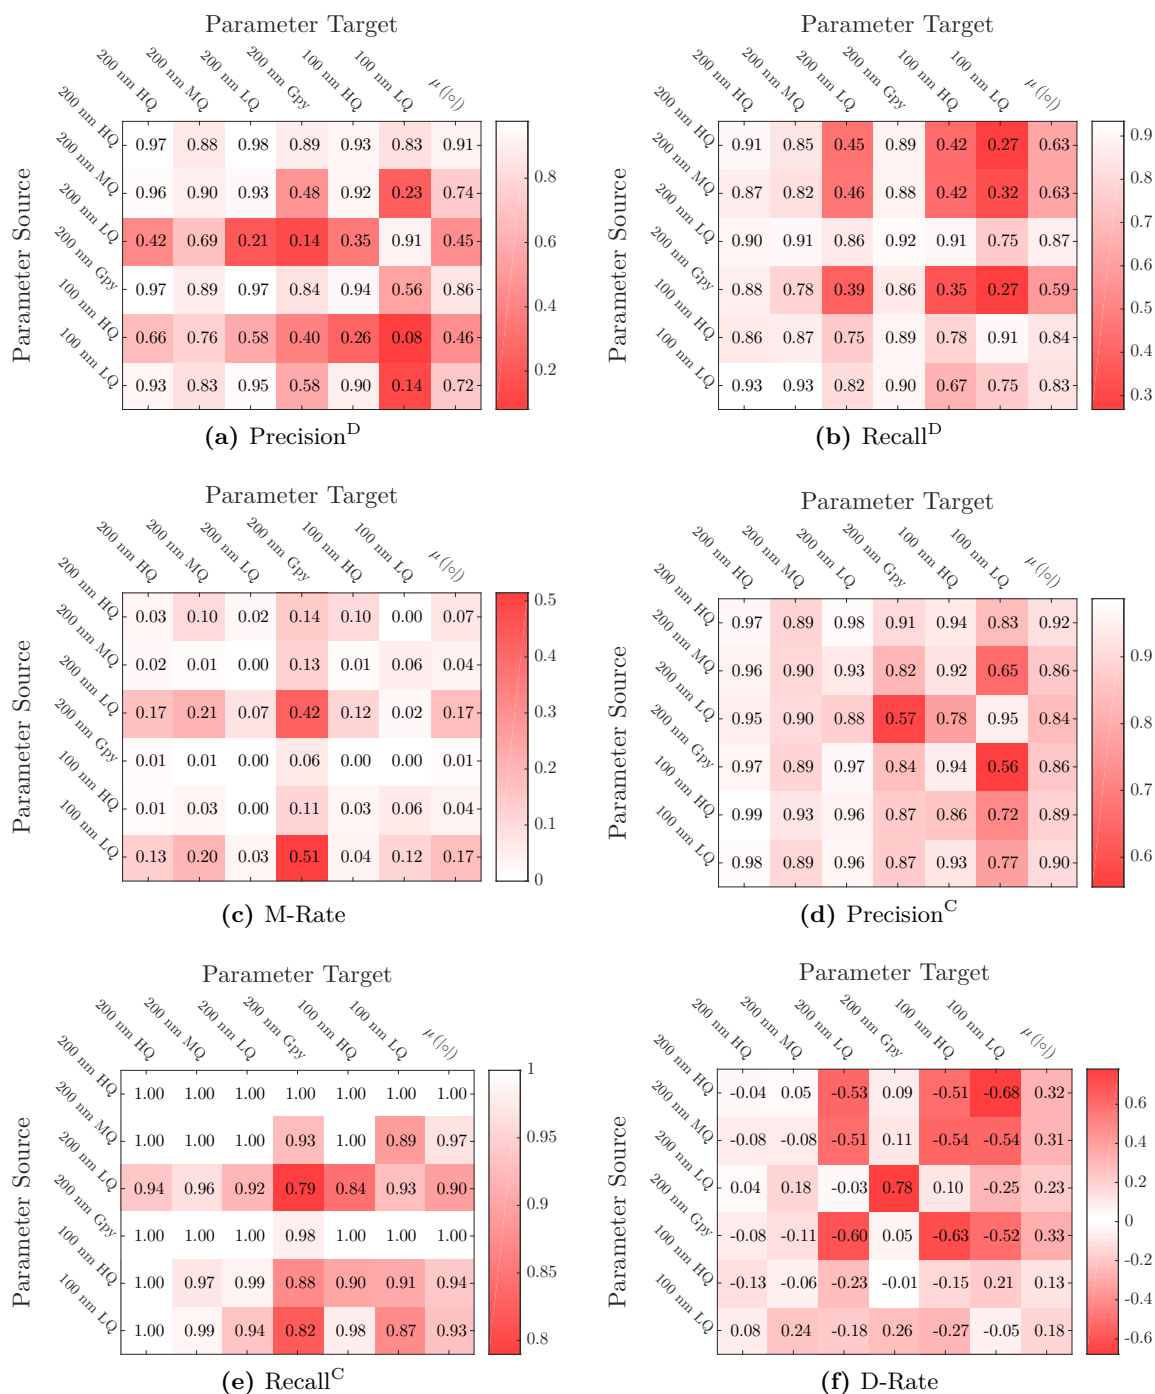 Parameter Target
200 nm HQ 200 nm MQ 200 nm LQ 200 nm Gpy 100 nm HQ 100 nm LQ μ(|∘|)
Parameter Source
200 nm HQ 0.97 0.88 0.98 0.89 0.93 0.83 0.91
200 nm MQ 0.96 0.90 0.93 0.48 0.92 0.23 0.74
200 nm LQ 0.42 0.69 0.21 0.14 0.35 0.91 0.45
200 nm Gpy 0.97 0.89 0.97 0.84 0.94 0.56 0.86
100 nm HQ 0.66 0.76 0.58 0.40 0.26 0.08 0.46
100 nm LQ 0.93 0.83 0.95 0.58 0.90 0.14 0.72
0.8
0.6
0.4
0.2
(a) Precision^D
Parameter Target
200 nm HQ 200 nm MQ 200 nm LQ 200 nm Gpy 100 nm HQ 100 nm LQ μ(|∘|)
Parameter Source
200 nm HQ 0.91 0.85 0.45 0.89 0.42 0.27 0.63
200 nm MQ 0.87 0.82 0.46 0.88 0.42 0.32 0.63
200 nm LQ 0.90 0.91 0.86 0.92 0.91 0.75 0.87
200 nm Gpy 0.88 0.78 0.39 0.86 0.35 0.27 0.59
100 nm HQ 0.86 0.87 0.75 0.89 0.78 0.91 0.84
100 nm LQ 0.93 0.93 0.82 0.90 0.67 0.75 0.83
0.9
0.8
0.7
0.6
0.5
0.4
0.3
(b) Recall^D
Parameter Target
200 nm HQ 200 nm MQ 200 nm LQ 200 nm Gpy 100 nm HQ 100 nm LQ μ(|∘|)
Parameter Source
200 nm HQ 0.03 0.10 0.02 0.14 0.10 0.00 0.07
200 nm MQ 0.02 0.01 0.00 0.13 0.01 0.06 0.04
200 nm LQ 0.17 0.21 0.07 0.42 0.12 0.02 0.17
200 nm Gpy 0.01 0.01 0.00 0.06 0.00 0.00 0.01
100 nm HQ 0.01 0.03 0.00 0.11 0.03 0.06 0.04
100 nm LQ 0.13 0.20 0.03 0.51 0.04 0.12 0.17
0.5
0.4
0.3
0.2
0.1
0
(c) M-Rate
Parameter Target
200 nm HQ 200 nm MQ 200 nm LQ 200 nm Gpy 100 nm HQ 100 nm LQ μ(|∘|)
Parameter Source
200 nm HQ 0.97 0.89 0.98 0.91 0.94 0.83 0.92
200 nm MQ 0.96 0.90 0.93 0.82 0.92 0.65 0.86
200 nm LQ 0.95 0.90 0.88 0.57 0.78 0.95 0.84
200 nm Gpy 0.97 0.89 0.97 0.84 0.94 0.56 0.86
100 nm HQ 0.99 0.93 0.96 0.87 0.86 0.72 0.89
100 nm LQ 0.98 0.89 0.96 0.87 0.93 0.77 0.90
0.9
0.8
0.7
0.6
(d) Precision^C
Parameter Target
200 nm HQ 200 nm MQ 200 nm LQ 200 nm Gpy 100 nm HQ 100 nm LQ μ(|∘|)
Parameter Source
200 nm HQ 1.00 1.00 1.00 1.00 1.00 1.00 1.00
200 nm MQ 1.00 1.00 1.00 0.93 1.00 0.89 0.97
200 nm LQ 0.94 0.96 0.92 0.79 0.84 0.93 0.90
200 nm Gpy 1.00 1.00 1.00 0.98 1.00 1.00 1.00
100 nm HQ 1.00 0.97 0.99 0.88 0.90 0.91 0.94
100 nm LQ 1.00 0.99 0.94 0.82 0.98 0.87 0.93
1
0.95
0.9
0.85
0.8
(e) Recall^C
Parameter Target
200 nm HQ 200 nm MQ 200 nm LQ 200 nm Gpy 100 nm HQ 100 nm LQ μ(|∘|)
Parameter Source
200 nm HQ -0.04 0.05 -0.53 0.09 -0.51 -0.68 0.32
200 nm MQ -0.08 -0.08 -0.51 0.11 -0.54 -0.54 0.31
200 nm LQ 0.04 0.18 -0.03 0.78 0.10 -0.25 0.23
200 nm Gpy -0.08 -0.11 -0.60 0.05 -0.63 -0.52 0.33
100 nm HQ -0.13 -0.06 -0.23 -0.01 -0.15 0.21 0.13
100 nm LQ 0.08 0.24 -0.18 0.26 -0.27 -0.05 0.18
0.6
0.4
0.2
0
-0.2
-0.4
-0.6
(f) D-Rate